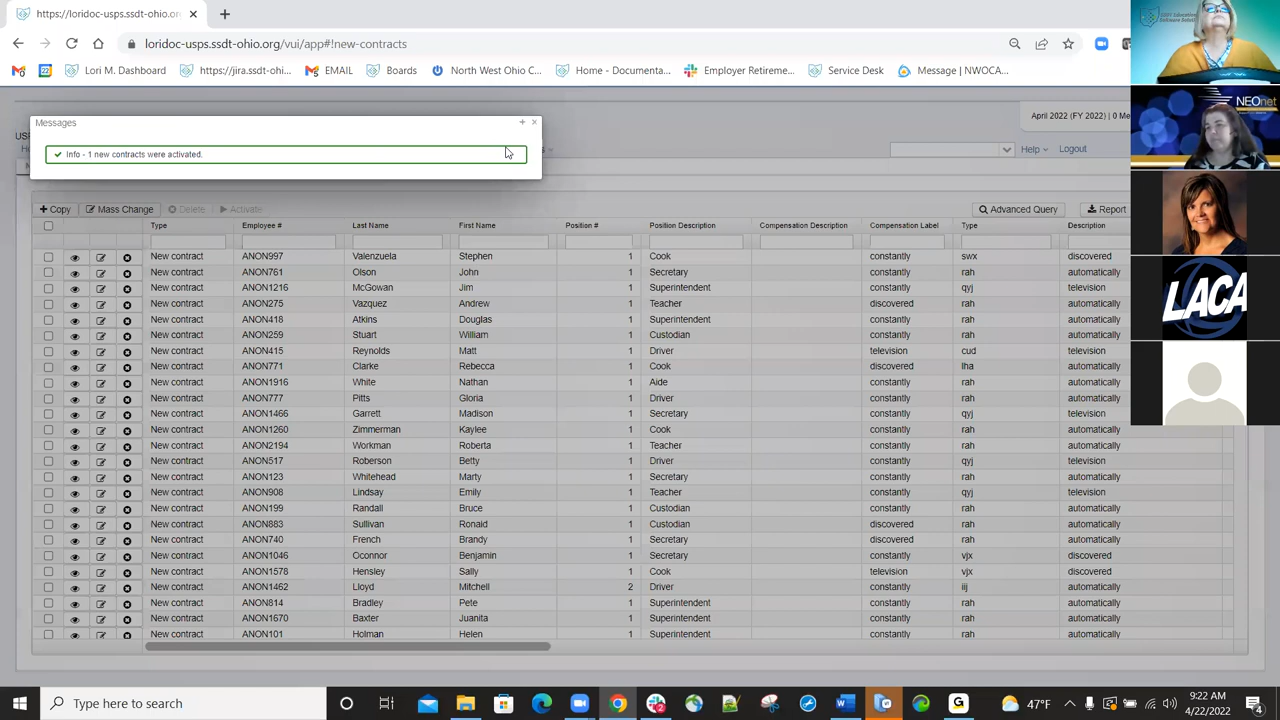 https://loridoc-usps.ssdt-ohio.org/
loridoc-usps.ssdt-ohio.org/vui/app#!new-contracts
Lori M. Dashboard https://jira.ssdt-ohio... EMAIL Boards North West Ohio C... Home - Documenta... Employer Retireme... Service Desk Messages, NWOCA...
Messages
April 2022 (FY 2022) | 0 Me
Info - 1 new contracts were activated.
Help Logout
Copy Mass Change Delete Activate Advanced Query Report
Type Employee # Last Name First Name Position # Position Description Compensation Description Compensation Label Type Description
New contract ANON997 Valenzuela Stephen 1 Cook constantly swx discovered
New contract ANON761 Olson John 1 Secretary constantly rah automatically
New contract ANON1216 McGowan Jim 1 Superintendent constantly qyj television
New contract ANON275 Vazquez Andrew 1 Teacher discovered rah automatically
New contract ANON418 Atkins Douglas 1 Superintendent constantly rah automatically
New contract ANON259 Stuart William 1 Custodian constantly rah automatically
New contract ANON415 Reynolds Matt 1 Driver television cud television
New contract ANON771 Clarke Rebecca 1 Cook discovered lha automatically
New contract ANON1916 White Nathan 1 Aide constantly rah automatically
New contract ANON777 Pitts Gloria 1 Driver constantly rah automatically
New contract ANON1466 Garrett Madison 1 Secretary constantly qyj television
New contract ANON1260 Zimmerman Kaylee 1 Cook constantly rah automatically
New contract ANON2194 Workman Roberta 1 Teacher constantly rah automatically
New contract ANON517 Roberson Betty 1 Driver constantly qyj television
New contract ANON123 Whitehead Marty 1 Secretary constantly rah automatically
New contract ANON908 Lindsay Emily 1 Teacher constantly qyj television
New contract ANON199 Randall Bruce 1 Custodian constantly rah automatically
New contract ANON883 Sullivan Ronaid 1 Custodian discovered rah automatically
New contract ANON740 French Brandy 1 Secretary discovered rah automatically
New contract ANON1046 Oconnor Benjamin 1 Secretary constantly vjx discovered
New contract ANON1578 Hensley Sally 1 Cook television vjx discovered
New contract ANON1462 Lloyd Mitchell 2 Driver constantly iij automatically
New contract ANON814 Bradley Pete 1 Superintendent constantly rah automatically
New contract ANON1670 Baxter Juanita 1 Superintendent constantly rah automatically
New contract ANON101 Holman Helen 1 Superintendent constantly rah automatically
NEOnet
LACA
Type here to search
47°F
9:22 AM
4/22/2022